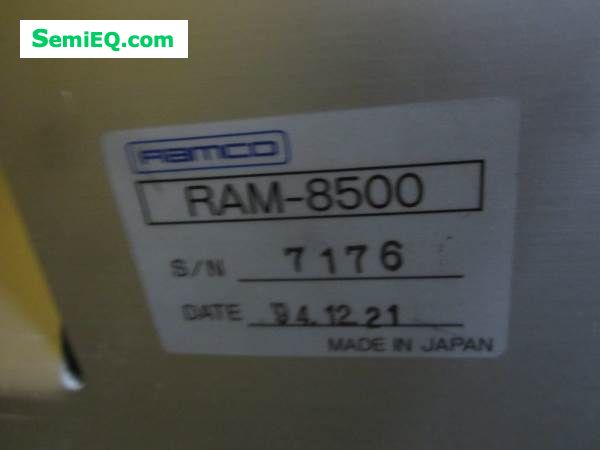 SemiEQ.com
RAMCO
RAM-8500
S/N 7176
DATE 94.12.21
MADE IN JAPAN